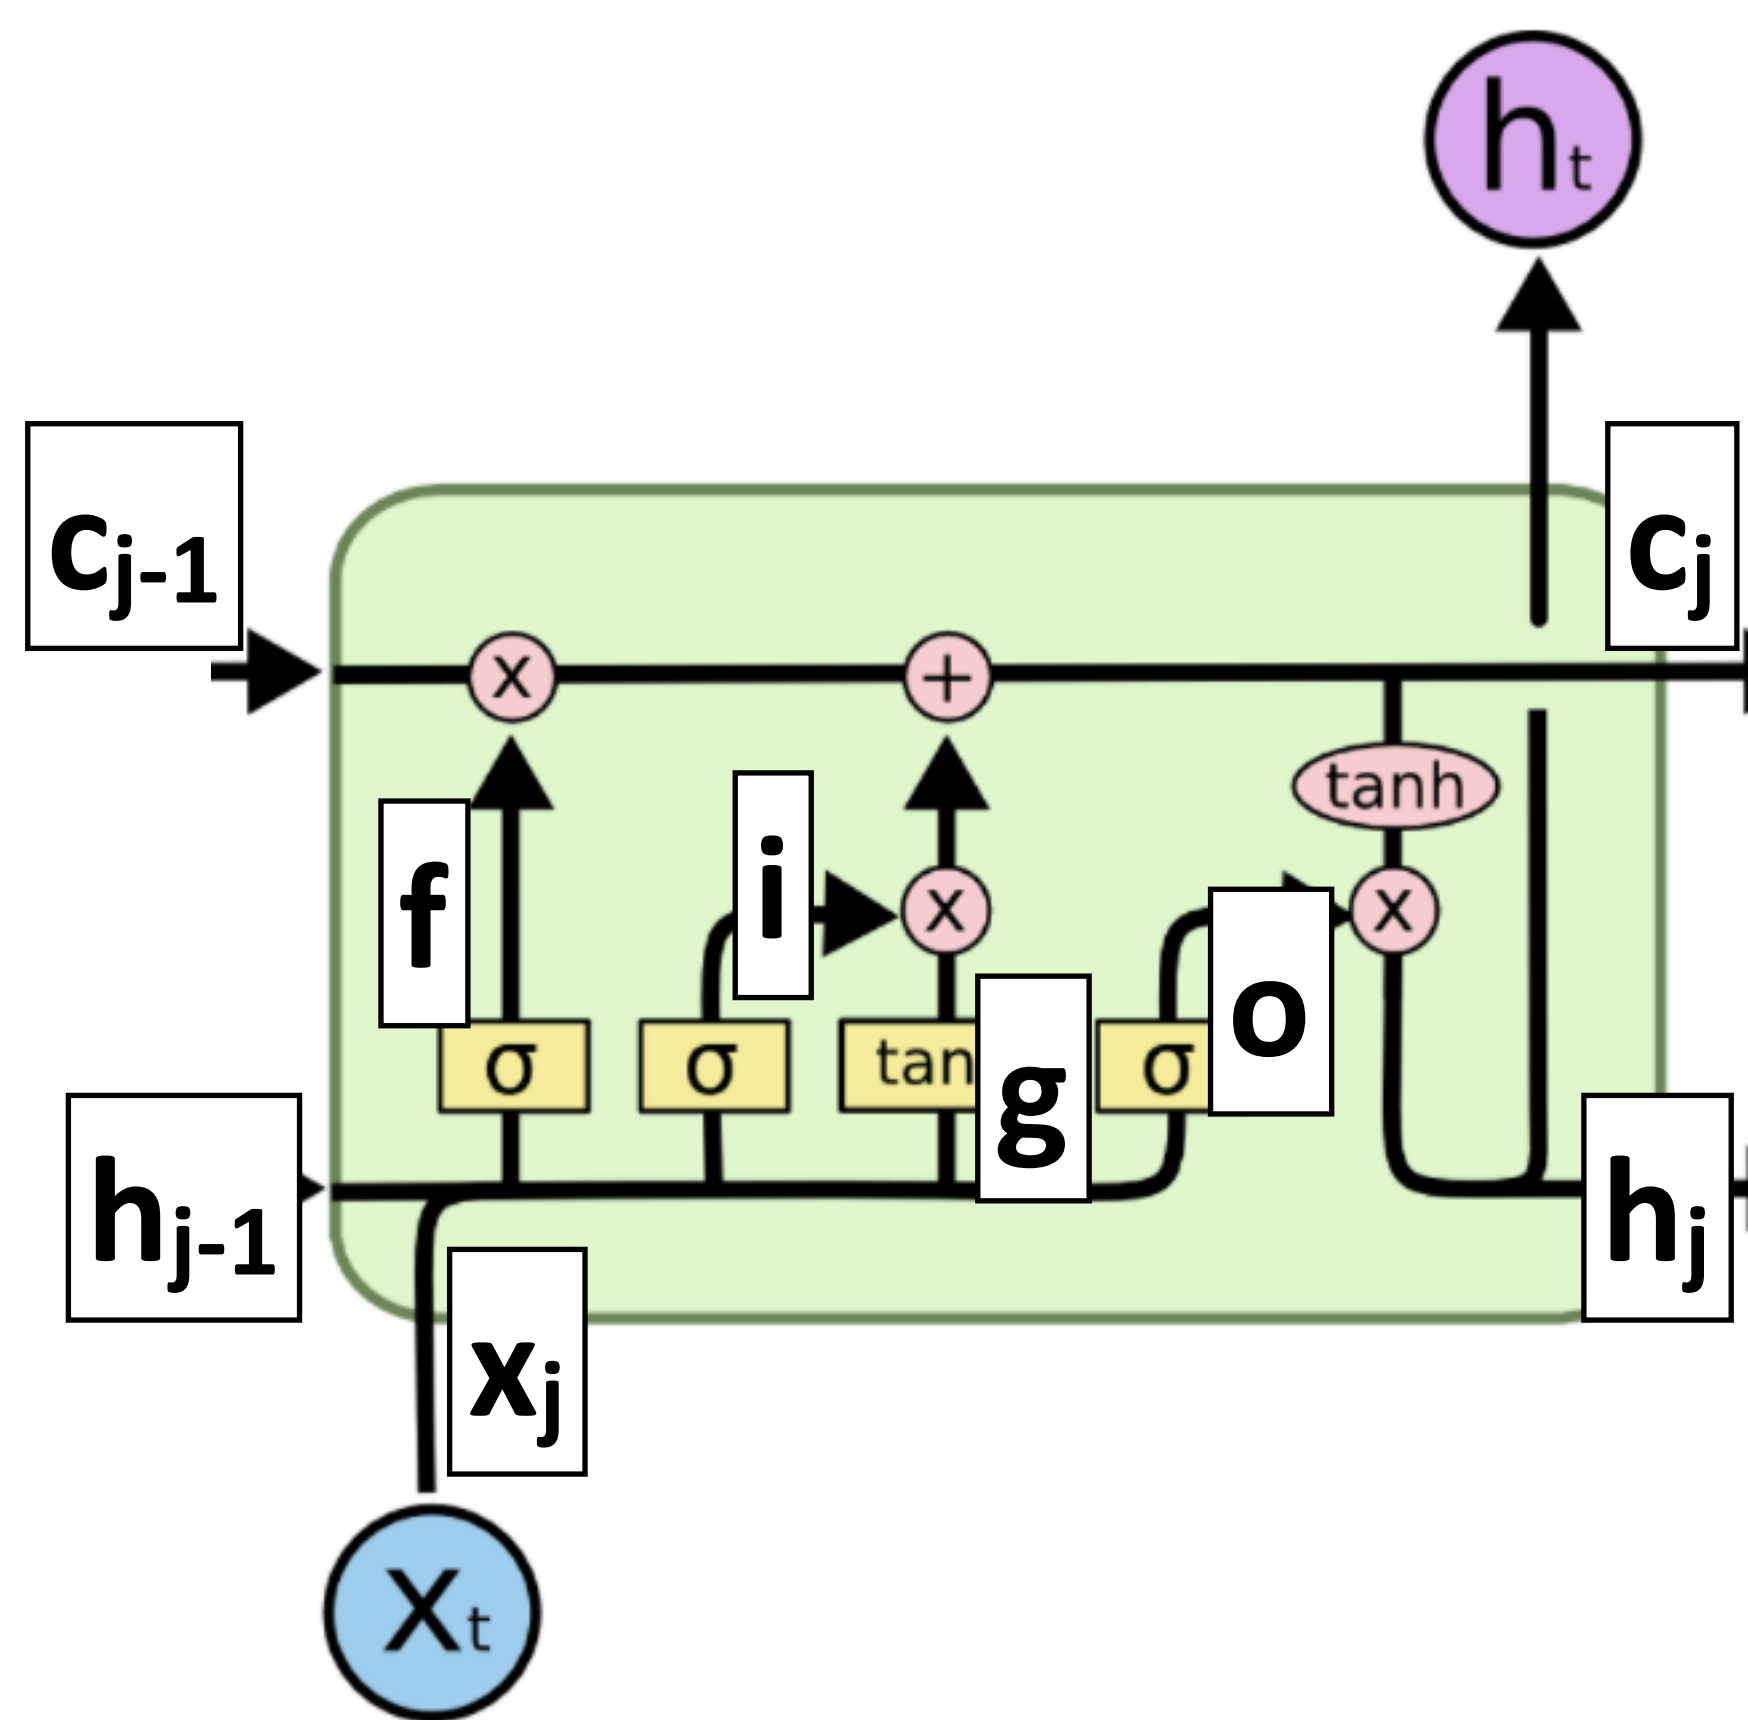 ht
cj-1
cj
x
+
tanh
f
i
x
x
σ
σ
tan
g
σ
o
hj-1
hj
xj
xt